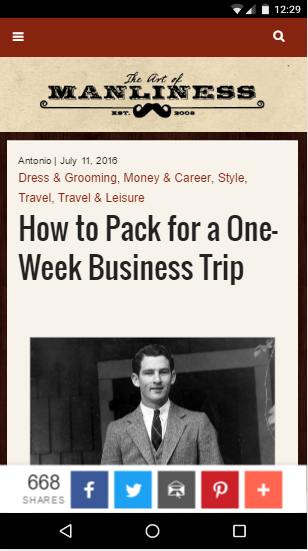 12:29
The Art of
MANLINESS
EST. 2008
Antonio | July 11, 2016
Dress & Grooming, Money & Career, Style,
Travel, Travel & Leisure
How to Pack for a One-
Week Business Trip
668
SHARES